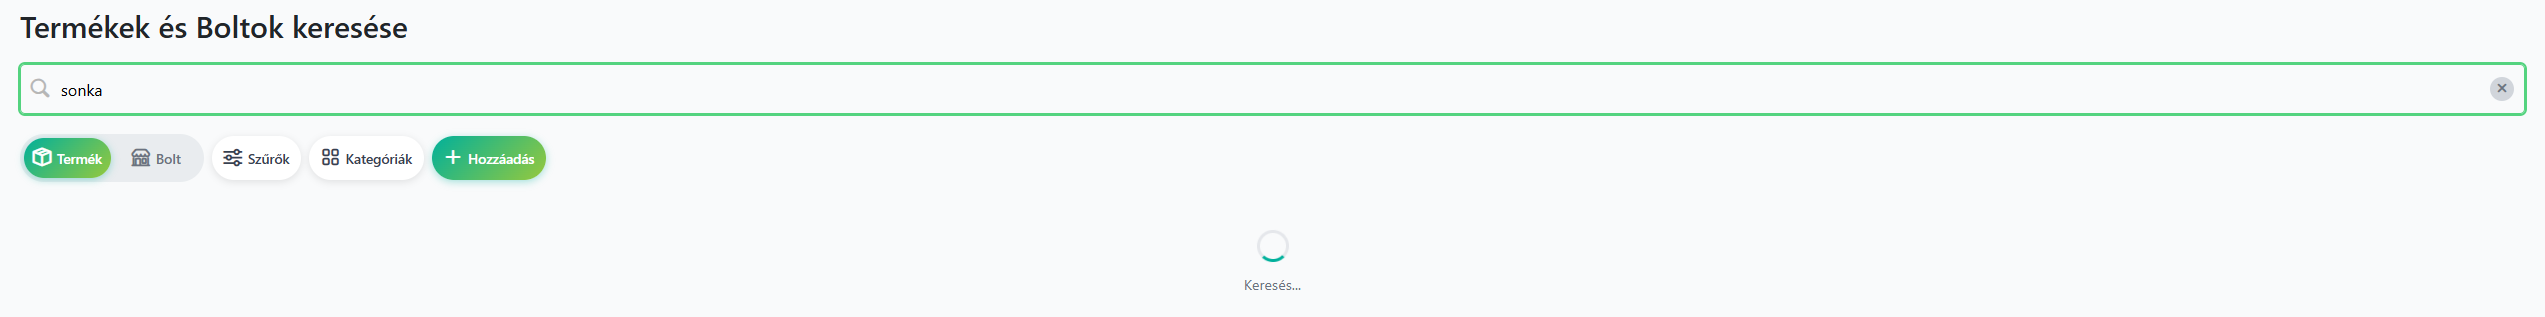 Termékek és Boltok keresése
sonka
Termék Bolt Szűrők Kategóriák Hozzáadás
Keresés...